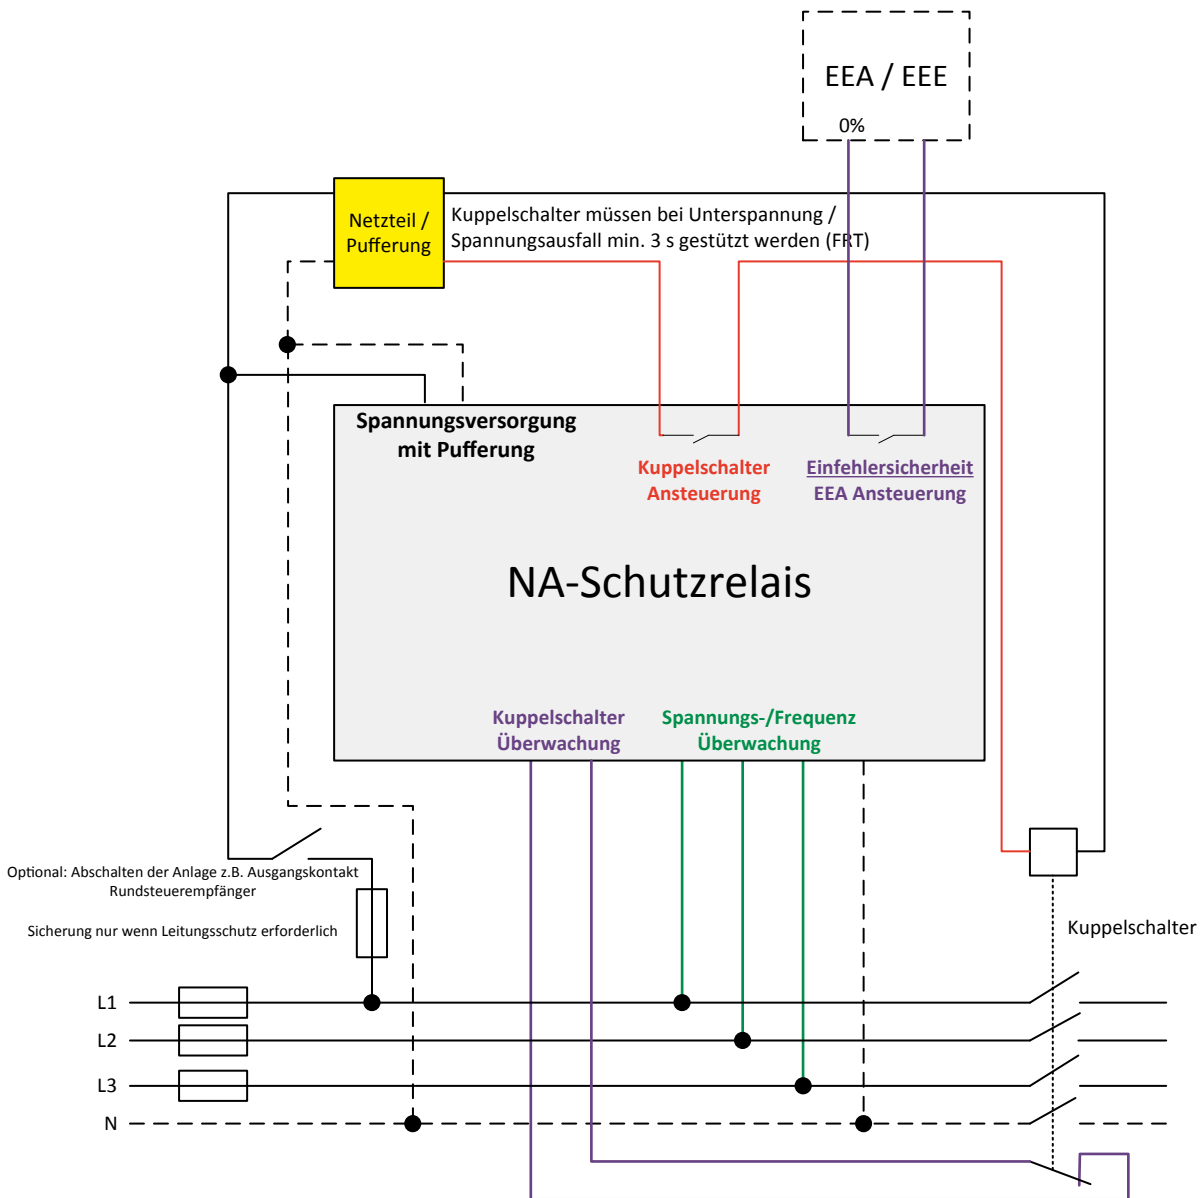 EEA / EEE
0%
Netzteil /
Pufferung
Kuppelschalter müssen bei Unterspannung /
Spannungsausfall min. 3 s gestützt werden (FRT)
Spannungsversorgung
mit Pufferung
Kuppelschalter
Ansteuerung
Einfehlersicherheit
EEA Ansteuerung
NA-Schutzrelais
Kuppelschalter
Überwachung
Spannungs-/Frequenz
Überwachung
Optional: Abschalten der Anlage z.B. Ausgangskontakt
Rundsteuerempfänger
Sicherung nur wenn Leitungsschutz erforderlich
Kuppelschalter
L1
L2
L3
N